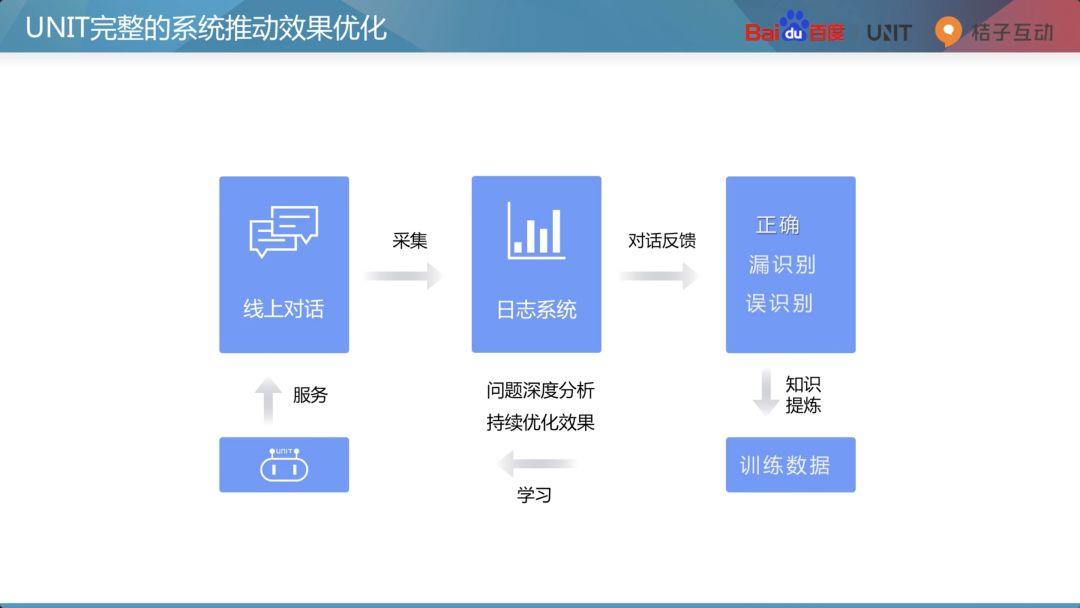 UNIT完整的系统推动效果优化
Baidu百度 UNIT 桔子互动
线上对话
采集
日志系统
对话反馈
正确
漏识别
误识别
服务
问题深度分析
持续优化效果
知识
提炼
UNIT
学习
训练数据